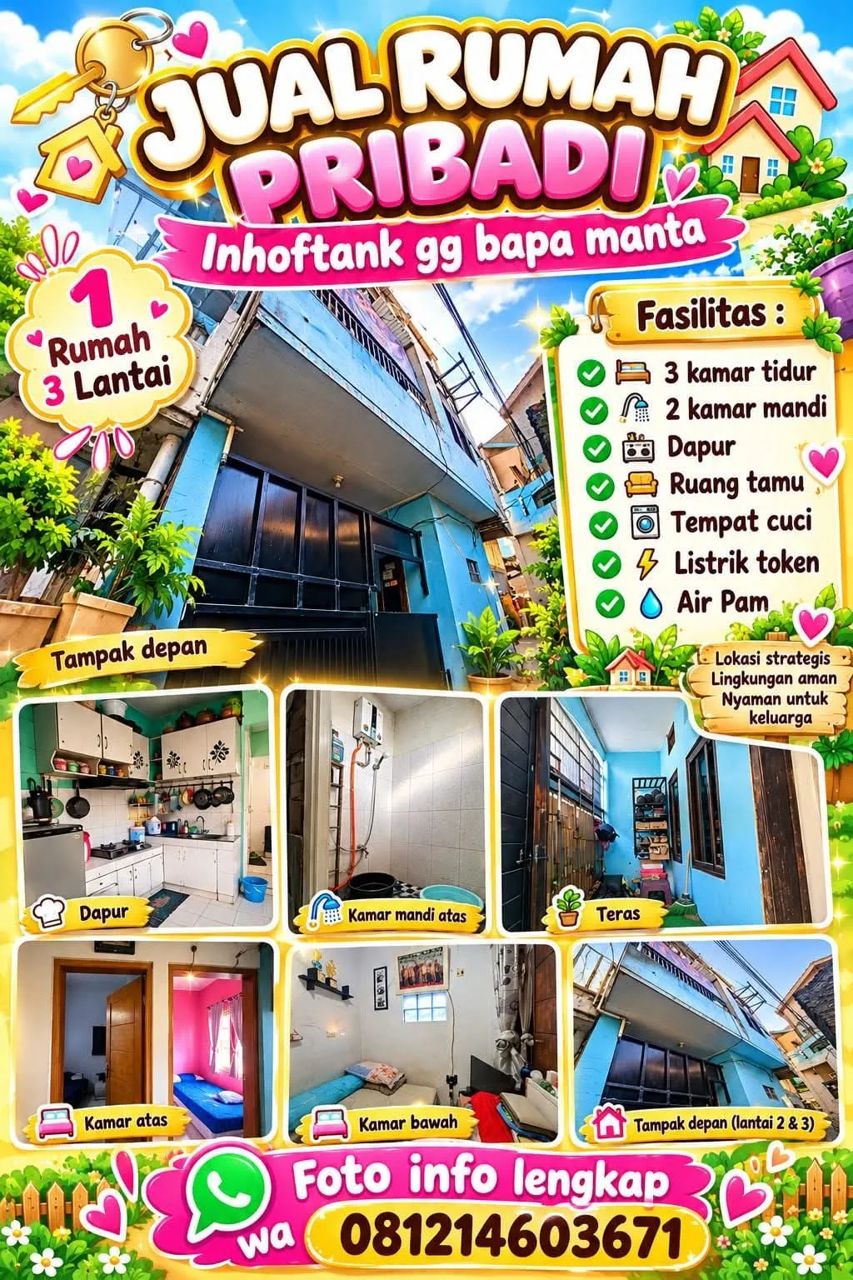 JUAL RUMAH
PRIBADI
Inhoftank gg bapa manta
1
Rumah
3 Lantai
Fasilitas :
3 kamar tidur
2 kamar mandi
Dapur
Ruang tamu
Tempat cuci
Listrik token
Air Pam
Lokasi strategis
Lingkungan aman
Nyaman untuk
keluarga
Tampak depan
Dapur
Kamar mandi atas
Teras
Kamar atas
Kamar bawah
Tampak depan (lantai 2 & 3)
Foto info lengkap
wa 081214603671